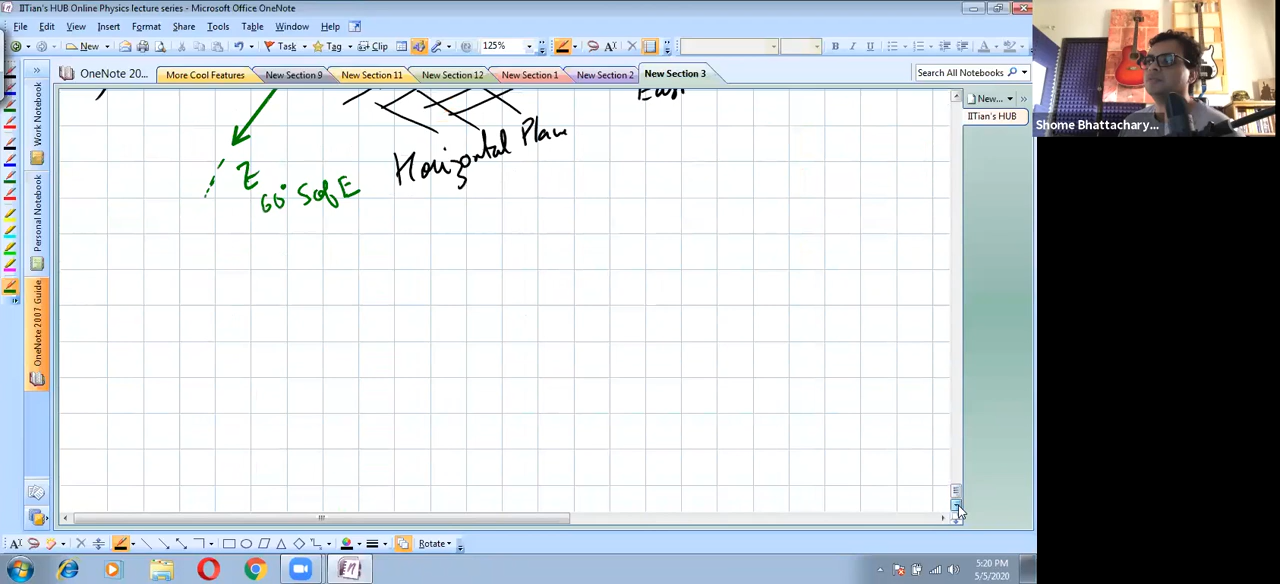 IITian's HUB Online Physics lecture series - Microsoft Office OneNote
File Edit View Insert Format Share Tools Table Window Help
New Task Tag Clip 125% B I U A
OneNote 20... More Cool Features New Section 9 New Section 11 New Section 12 New Section 1 New Section 2 New Section 3 Search All Notebooks
New...
IITian's HUB
Shome Bhattachary...
Work Notebook
Personal Notebook
OneNote 2007 Guide
East
Horizontal Plane
Z
60° S of E
Rotate
5:20 PM
5/5/2020